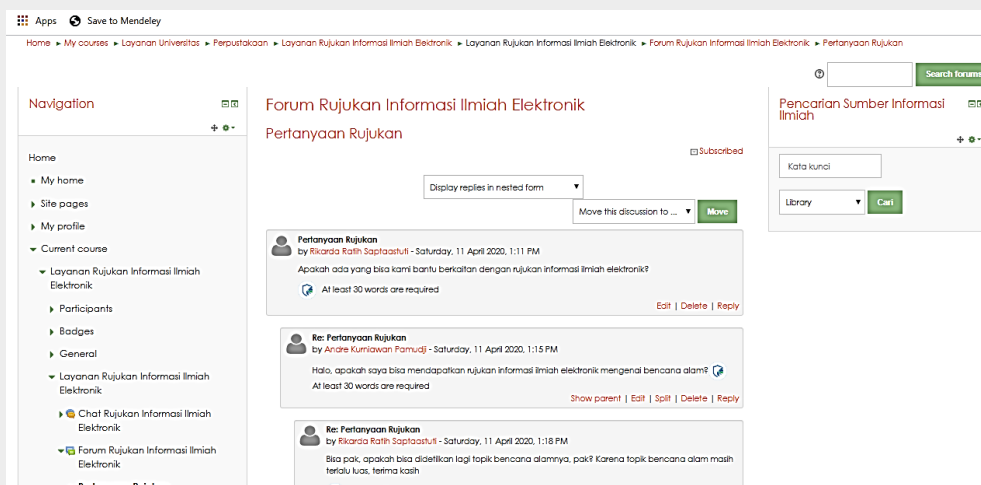 Apps Save to Mendeley
Home ► My courses ► Layanan Universitas ► Perpustakaan ► Layanan Rujukan Informasi Ilmiah Elektronik ► Layanan Rujukan Informasi Ilmiah Elektronik ► Forum Rujukan Informasi Ilmiah Elektronik ► Pertanyaan Rujukan
Search forums
Navigation
Home
My home
Site pages
My profile
Current course
Layanan Rujukan Informasi Ilmiah
Elektronik
Participants
Badges
General
Layanan Rujukan Informasi Ilmiah
Elektronik
Chat Rujukan Informasi Ilmiah
Elektronik
Forum Rujukan Informasi Ilmiah
Elektronik
Forum Rujukan Informasi Ilmiah Elektronik
Pertanyaan Rujukan
Subscribed
Display replies in nested form
Move this discussion to ... Move
Pertanyaan Rujukan
by Rikarda Ratih Saptaastuti - Saturday, 11 April 2020, 1:11 PM
Apakah ada yang bisa kami bantu berkaitan dengan rujukan informasi ilmiah elektronik?
At least 30 words are required
Edit | Delete | Reply
Re: Pertanyaan Rujukan
by Andre Kurniawan Pamudji - Saturday, 11 April 2020, 1:15 PM
Halo, apakah saya bisa mendapatkan rujukan informasi ilmiah elektronik mengenai bencana alam?
At least 30 words are required
Show parent | Edit | Split | Delete | Reply
Re: Pertanyaan Rujukan
by Rikarda Ratih Saptaastuti - Saturday, 11 April 2020, 1:18 PM
Bisa pak, apakah bisa didetilkan lagi topik bencana alamnya, pak? Karena topik bencana alam masih
terlalu luas, terima kasih
Pencarian Sumber Informasi
Ilmiah
Kata kunci
Library Cari